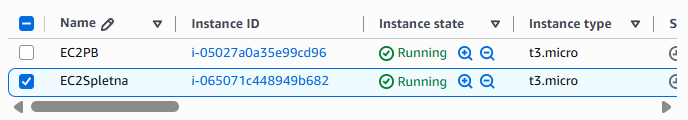 Name Instance ID Instance state Instance type S
EC2PB i-05027a0a35e99cd96 Running t3.micro
EC2Spletna i-065071c448949b682 Running t3.micro